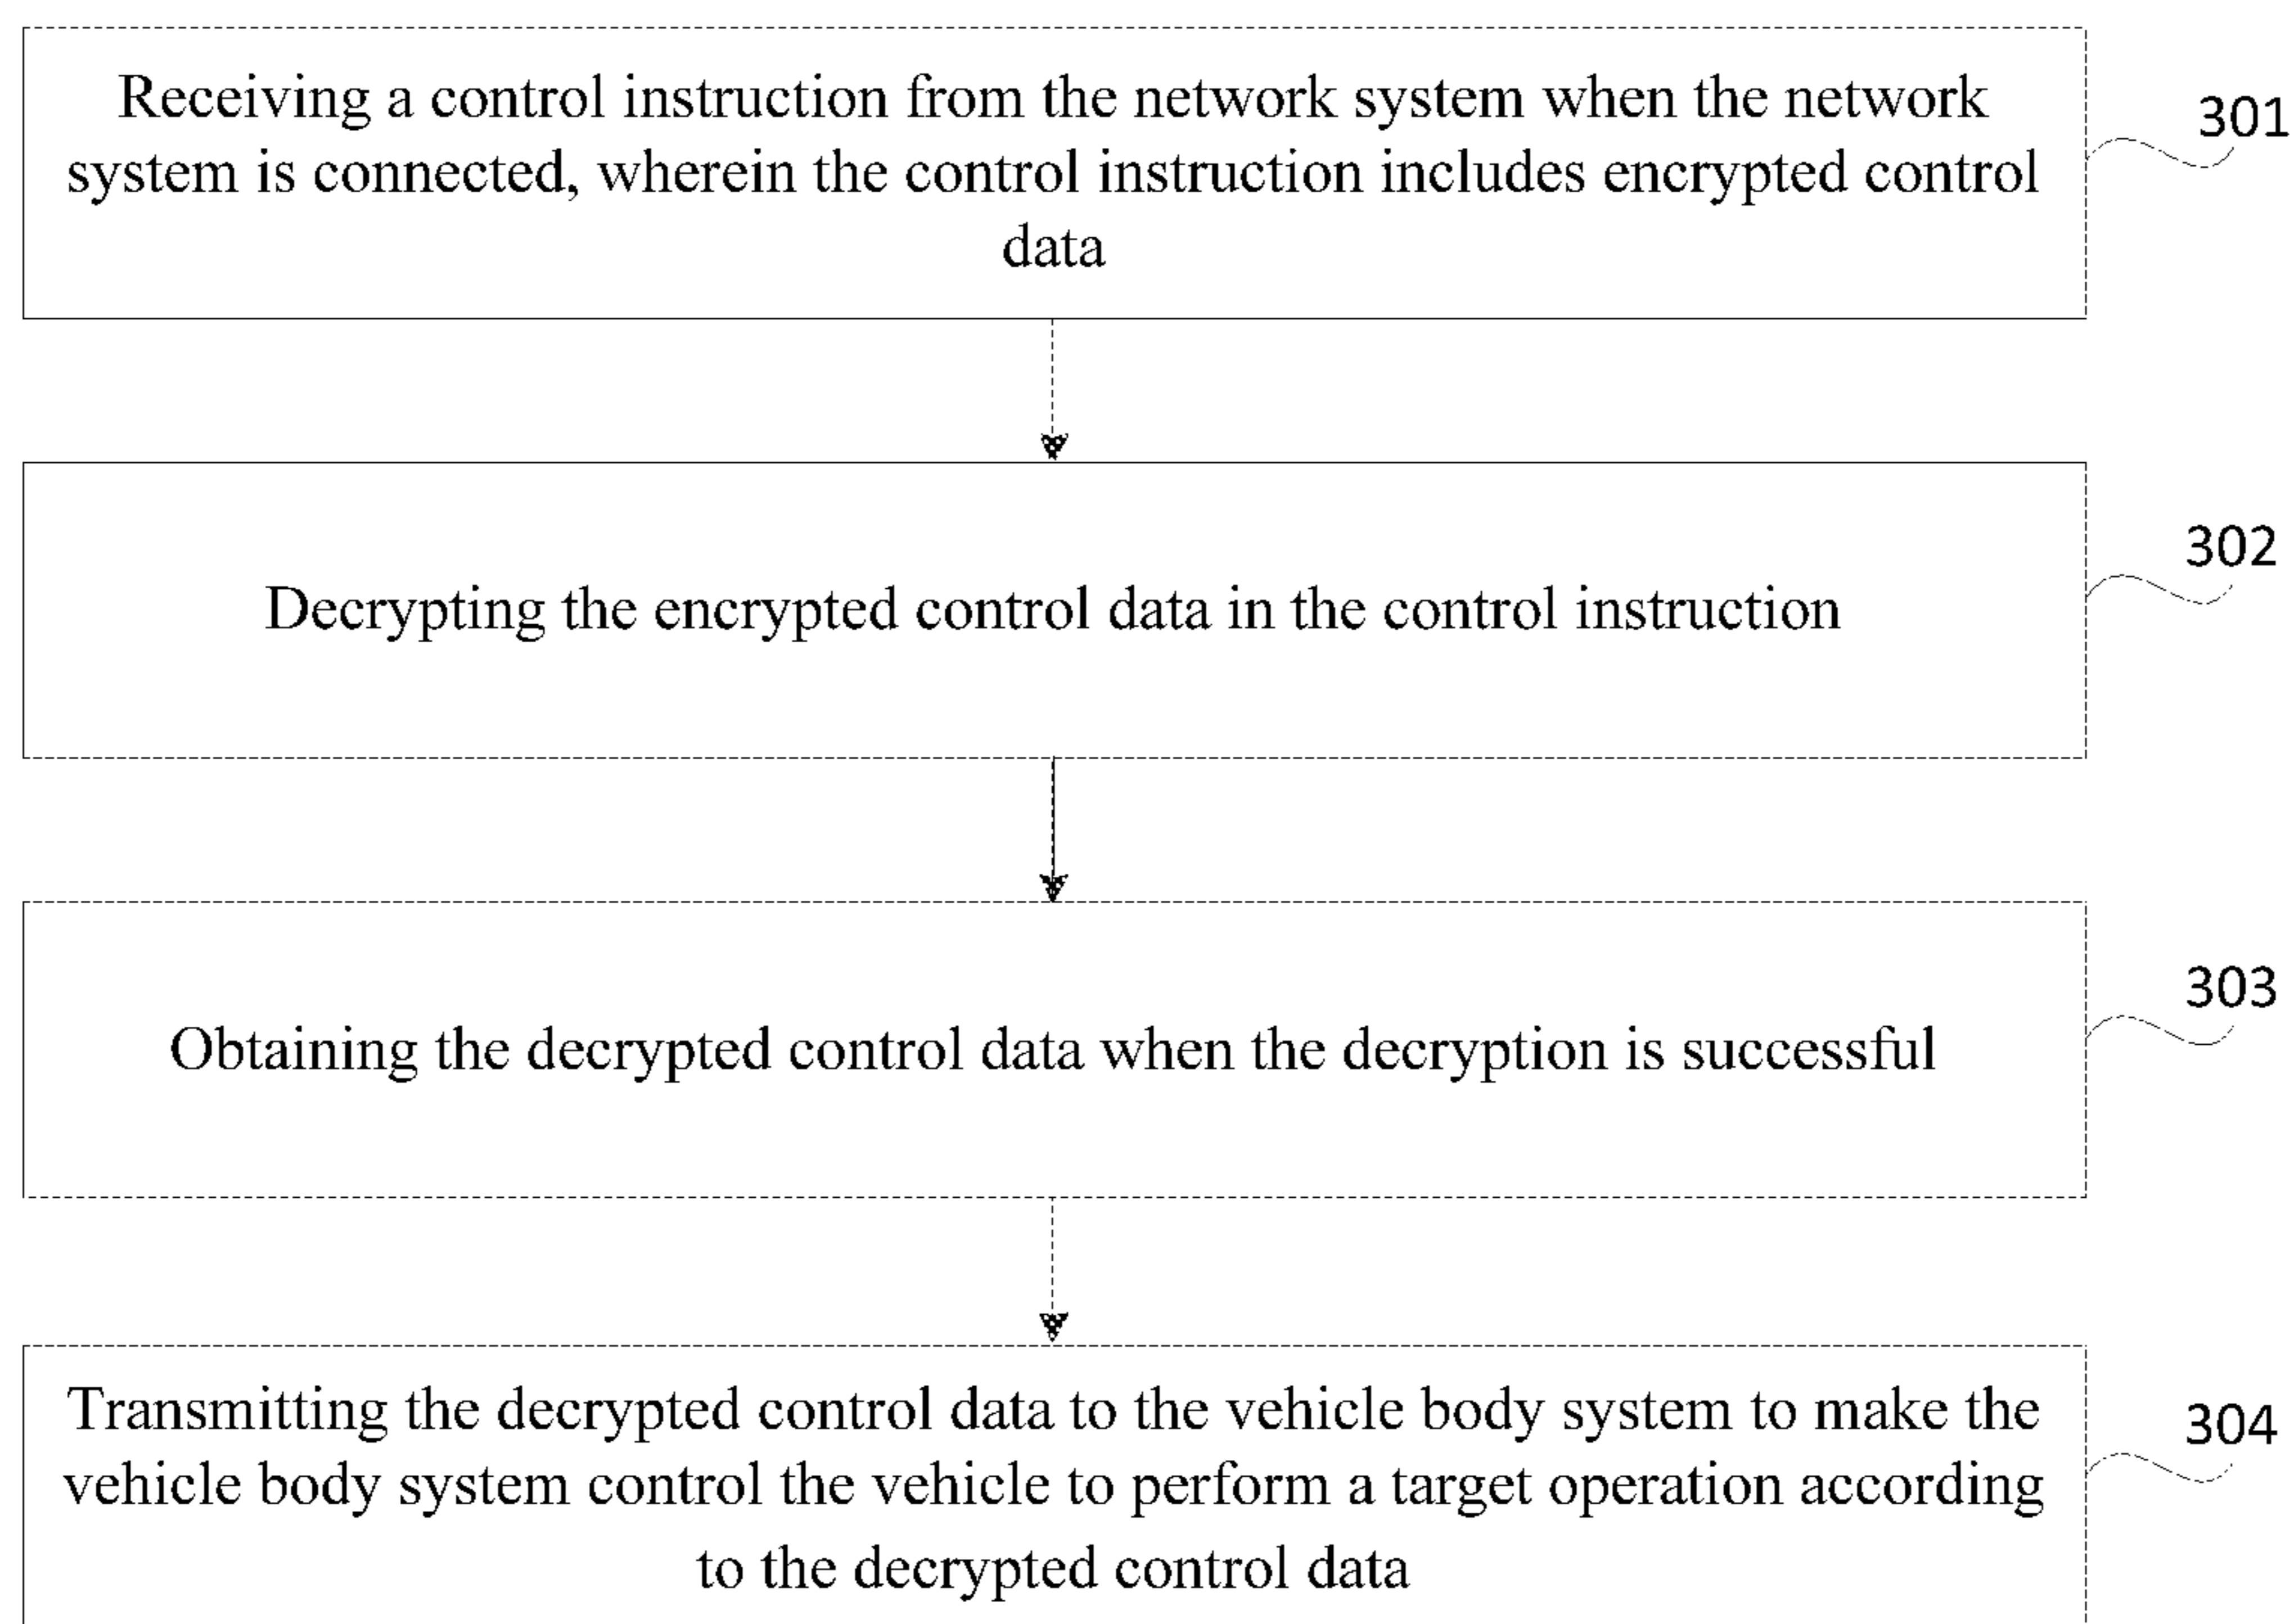 Receiving a control instruction from the network system when the network
system is connected, wherein the control instruction includes encrypted control
data
301
Decrypting the encrypted control data in the control instruction
302
Obtaining the decrypted control data when the decryption is successful
303
Transmitting the decrypted control data to the vehicle body system to make the
vehicle body system control the vehicle to perform a target operation according
to the decrypted control data
304